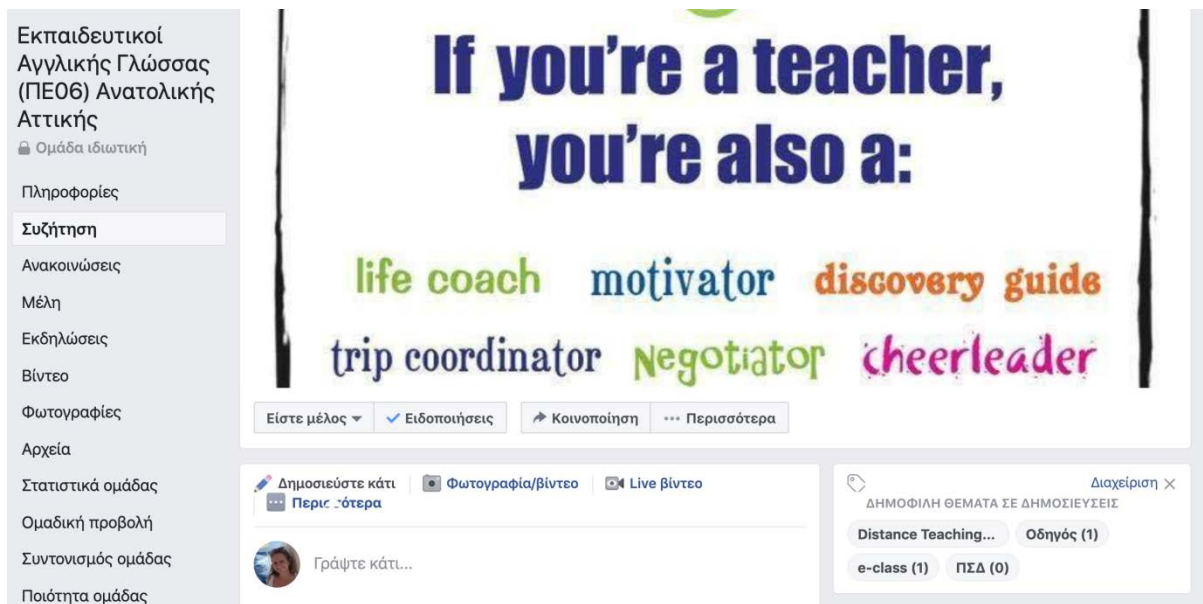 Εκπαιδευτικοί
Αγγλικής Γλώσσας
(ΠΕ06) Ανατολικής
Αττικής
Ομάδα ιδιωτική
Πληροφορίες
Συζήτηση
Ανακοινώσεις
Μέλη
Εκδηλώσεις
Βίντεο
Φωτογραφίες
Αρχεία
Στατιστικά ομάδας
Ομαδική προβολή
Συντονισμός ομάδας
Ποιότητα ομάδας
If you're a teacher,
you're also a:
life coach motivator discovery guide
trip coordinator Negotiator cheerleader
Είστε μέλος Ειδοποιήσεις Κοινοποίηση Περισσότερα
Δημοσιεύστε κάτι Φωτογραφία/βίντεο Live βίντεο
Γράψτε κάτι...
Διαχείριση
ΔΗΜΟΦΙΛΗ ΘΕΜΑΤΑ ΣΕ ΔΗΜΟΣΙΕΥΣΕΙΣ
Distance Teaching... Οδηγός (1)
e-class (1) ΠΣΔ (0)